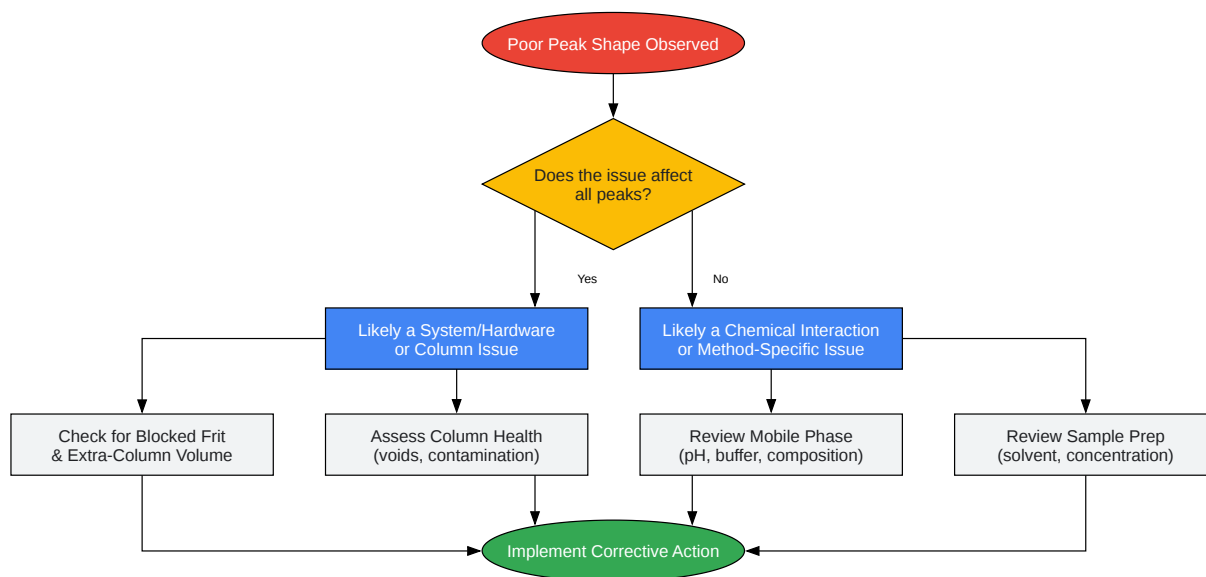 Poor Peak Shape Observed
Does the issue affect
all peaks?
Yes
No
Likely a System/Hardware
or Column Issue
Likely a Chemical Interaction
or Method-Specific Issue
Check for Blocked Frit
& Extra-Column Volume
Assess Column Health
(voids, contamination)
Review Mobile Phase
(pH, buffer, composition)
Review Sample Prep
(solvent, concentration)
Implement Corrective Action